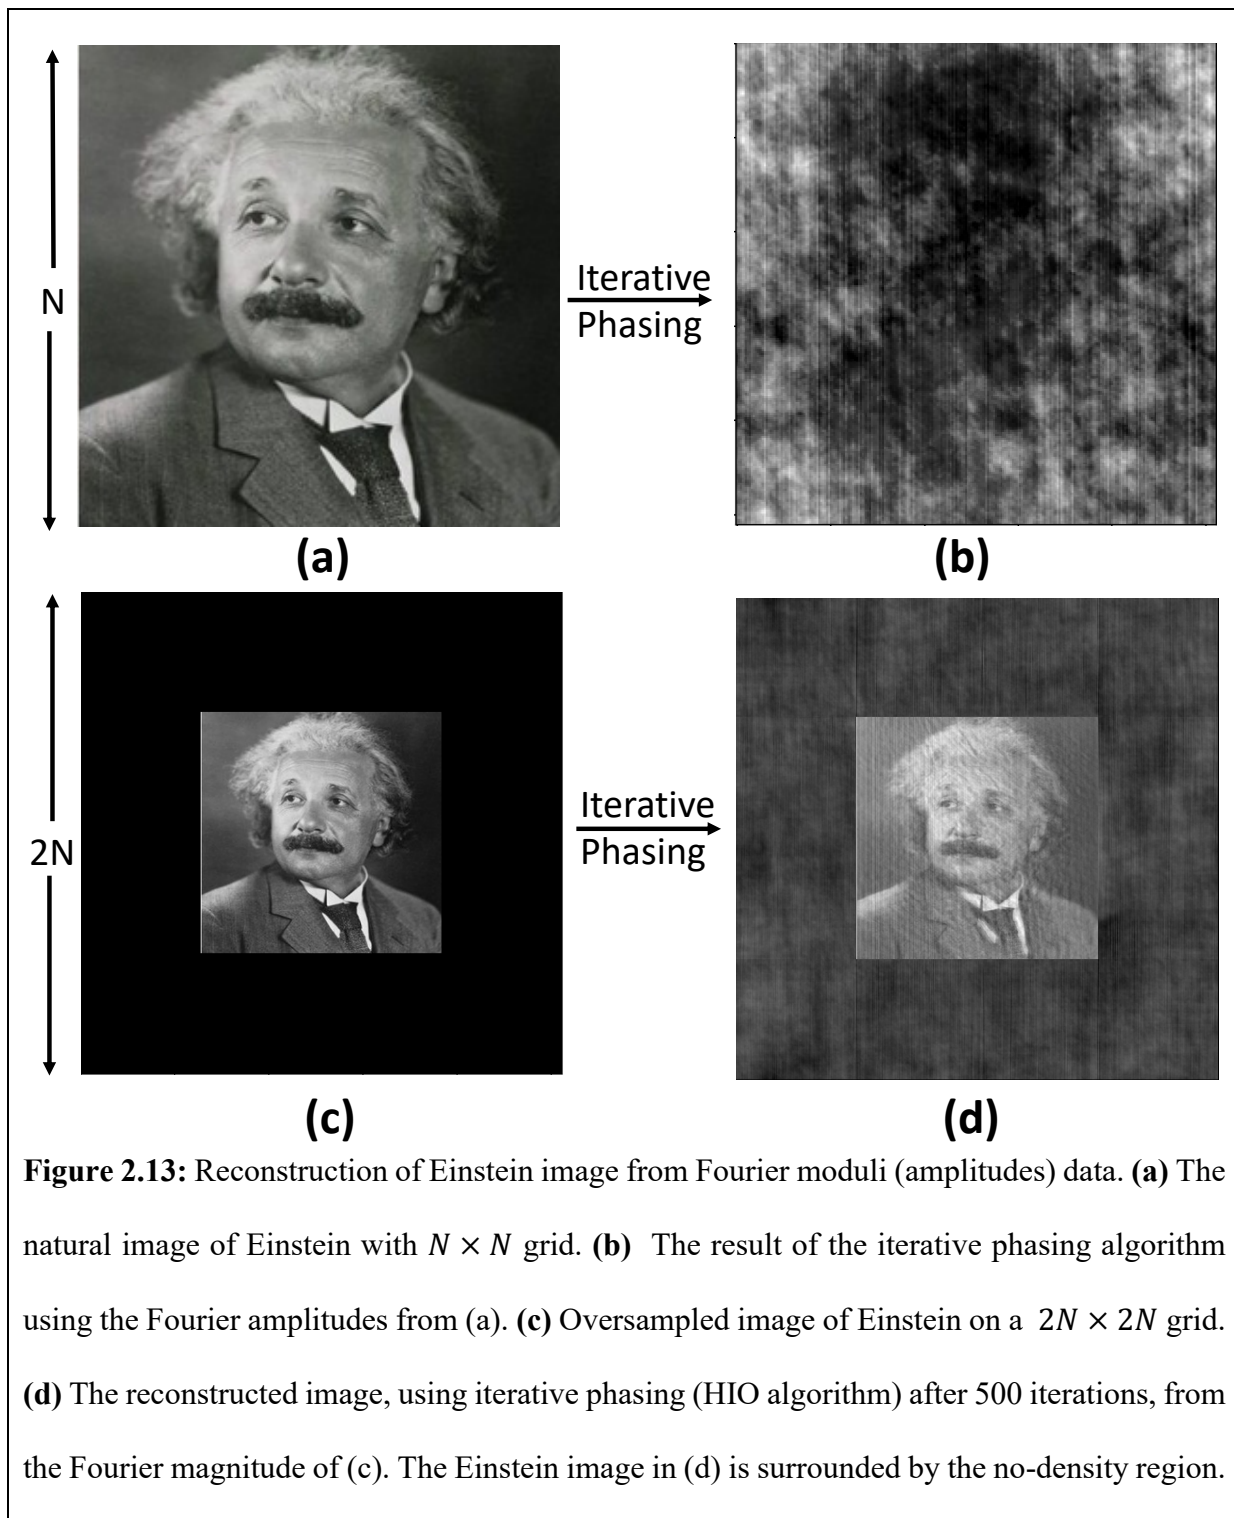 N
Iterative
Phasing
(a)
(b)
2N
Iterative
Phasing
(c)
(d)
Figure 2.13: Reconstruction of Einstein image from Fourier moduli (amplitudes) data. (a) The
natural image of Einstein with N × N grid. (b) The result of the iterative phasing algorithm
using the Fourier amplitudes from (a). (c) Oversampled image of Einstein on a 2N × 2N grid.
(d) The reconstructed image, using iterative phasing (HIO algorithm) after 500 iterations, from
the Fourier magnitude of (c). The Einstein image in (d) is surrounded by the no-density region.